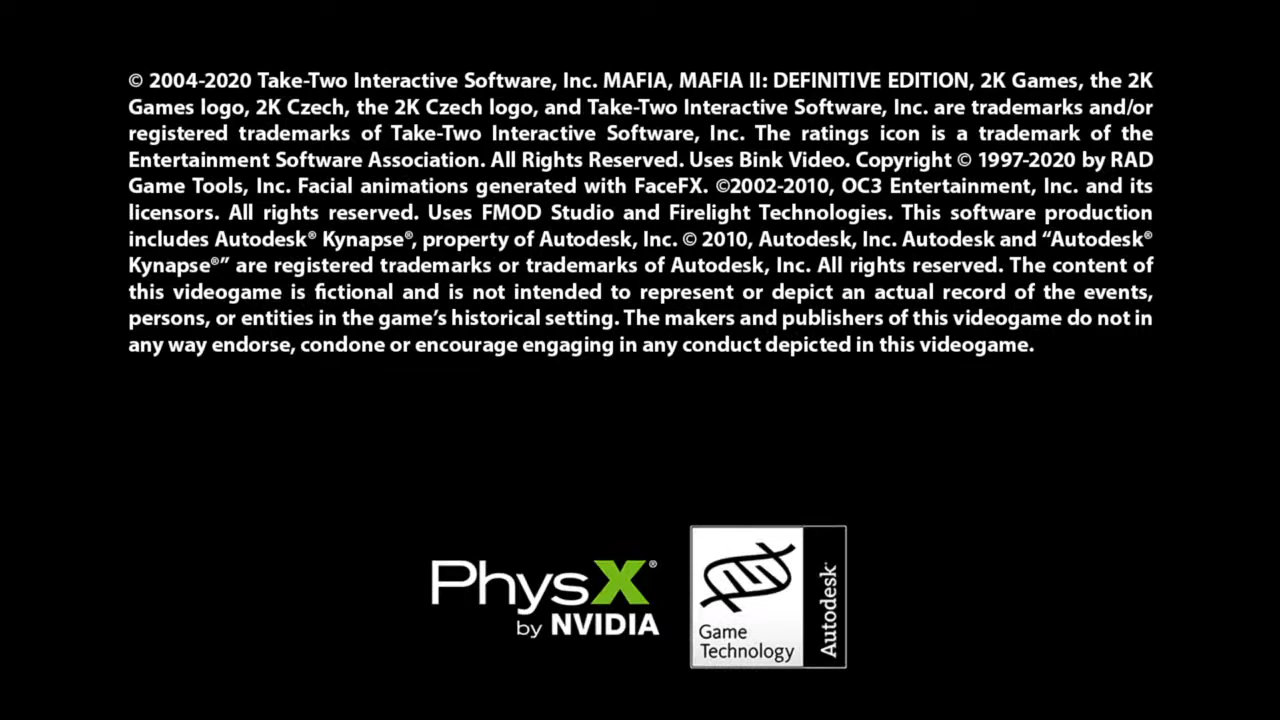 © 2004-2020 Take-Two Interactive Software, Inc. MAFIA, MAFIA II: DEFINITIVE EDITION, 2K Games, the 2K
Games logo, 2K Czech, the 2K Czech logo, and Take-Two Interactive Software, Inc. are trademarks and/or
registered trademarks of Take-Two Interactive Software, Inc. The ratings icon is a trademark of the
Entertainment Software Association. All Rights Reserved. Uses Bink Video. Copyright © 1997-2020 by RAD
Game Tools, Inc. Facial animations generated with FaceFX. ©2002-2010, OC3 Entertainment, Inc. and its
licensors. All rights reserved. Uses FMOD Studio and Firelight Technologies. This software production
includes Autodesk® Kynapse®, property of Autodesk, Inc. © 2010, Autodesk, Inc. Autodesk and “Autodesk®
Kynapse®” are registered trademarks or trademarks of Autodesk, Inc. All rights reserved. The content of
this videogame is fictional and is not intended to represent or depict an actual record of the events,
persons, or entities in the game’s historical setting. The makers and publishers of this videogame do not in
any way endorse, condone or encourage engaging in any conduct depicted in this videogame.
PhysX®
by NVIDIA
Game
Technology
Autodesk®